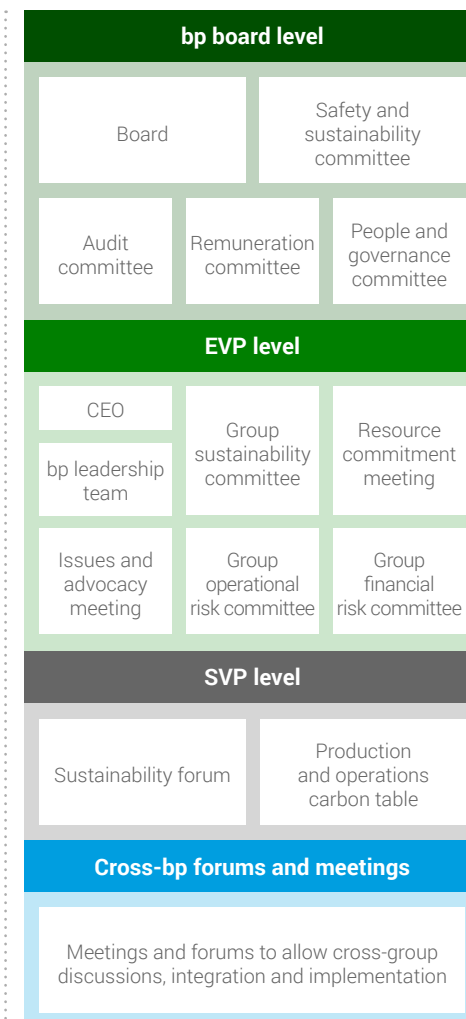 bp board level
Board
Safety and
sustainability
committee
Audit
committee
Remuneration
committee
People and
governance
committee
EVP level
CEO
bp leadership
team
Group
sustainability
committee
Resource
commitment
meeting
Issues and
advocacy
meeting
Group
operational
risk committee
Group
financial
risk committee
SVP level
Sustainability forum
Production
and operations
carbon table
Cross-bp forums and meetings
Meetings and forums to allow cross-group
discussions, integration and implementation